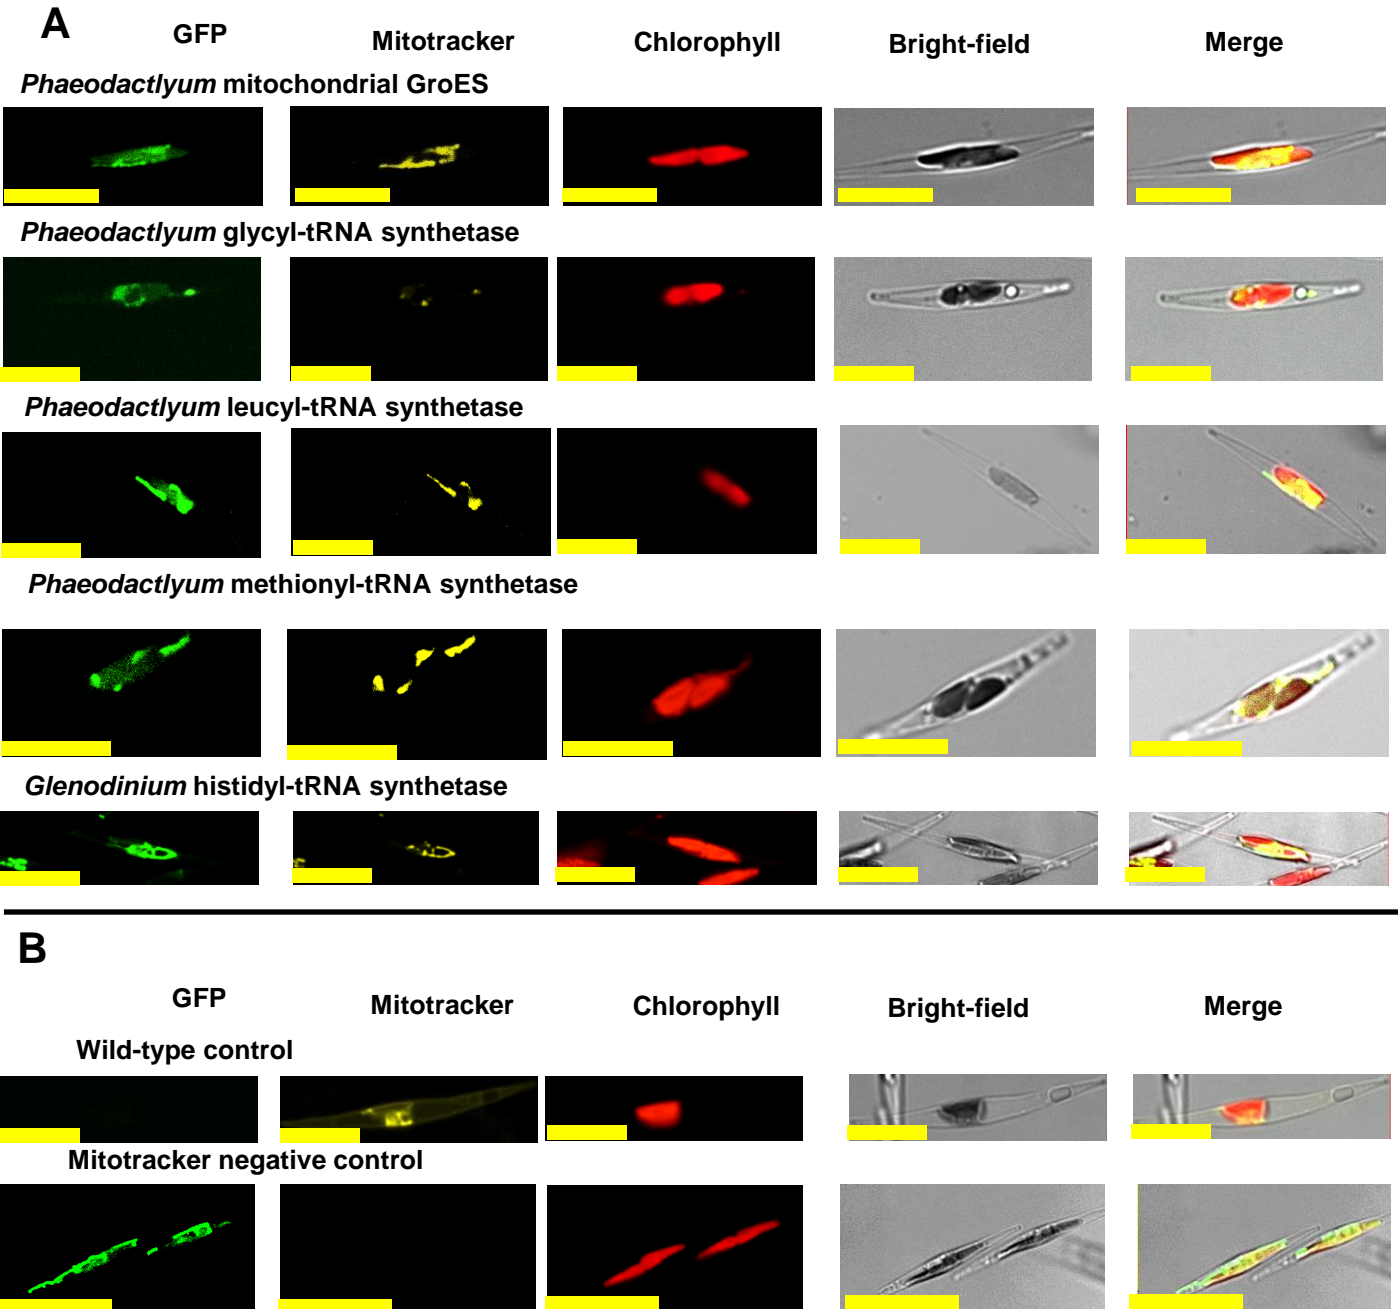 A
GFP Mitotracker Chlorophyll Bright-field Merge
Phaeodactlyum mitochondrial GroES
Phaeodactlyum glycyl-tRNA synthetase
Phaeodactlyum leucyl-tRNA synthetase
Phaeodactlyum methionyl-tRNA synthetase
Glenodinium histidyl-tRNA synthetase
B
GFP Mitotracker Chlorophyll Bright-field Merge
Wild-type control
Mitotracker negative control